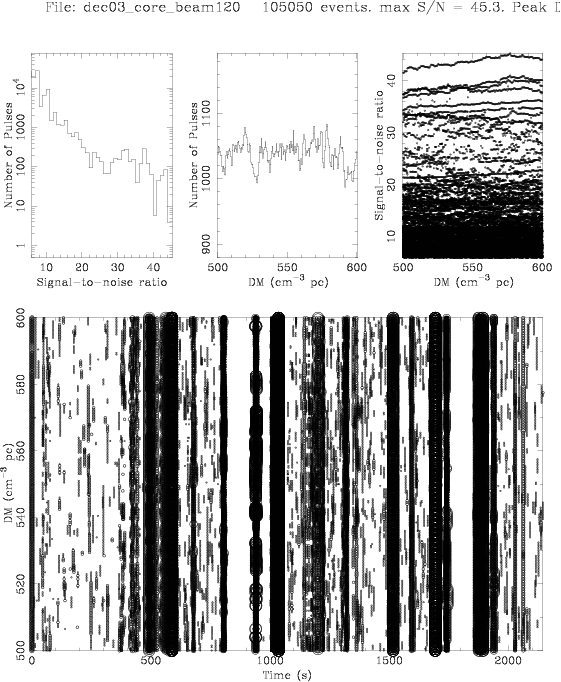 File: dec03_core_beam120 105050 events. max S/N = 45.3. Peak D
Number of Pulses
10⁴
1000
100
10
1
10 20 30 40
Signal−to−noise ratio
Number of Pulses
1100
1000
900
500 550 600
DM (cm⁻³ pc)
Signal−to−noise ratio
40
30
20
10
500 550 600
DM (cm⁻³ pc)
DM (cm⁻³ pc)
600
580
560
540
520
500
0 500 1000 1500 2000
Time (s)